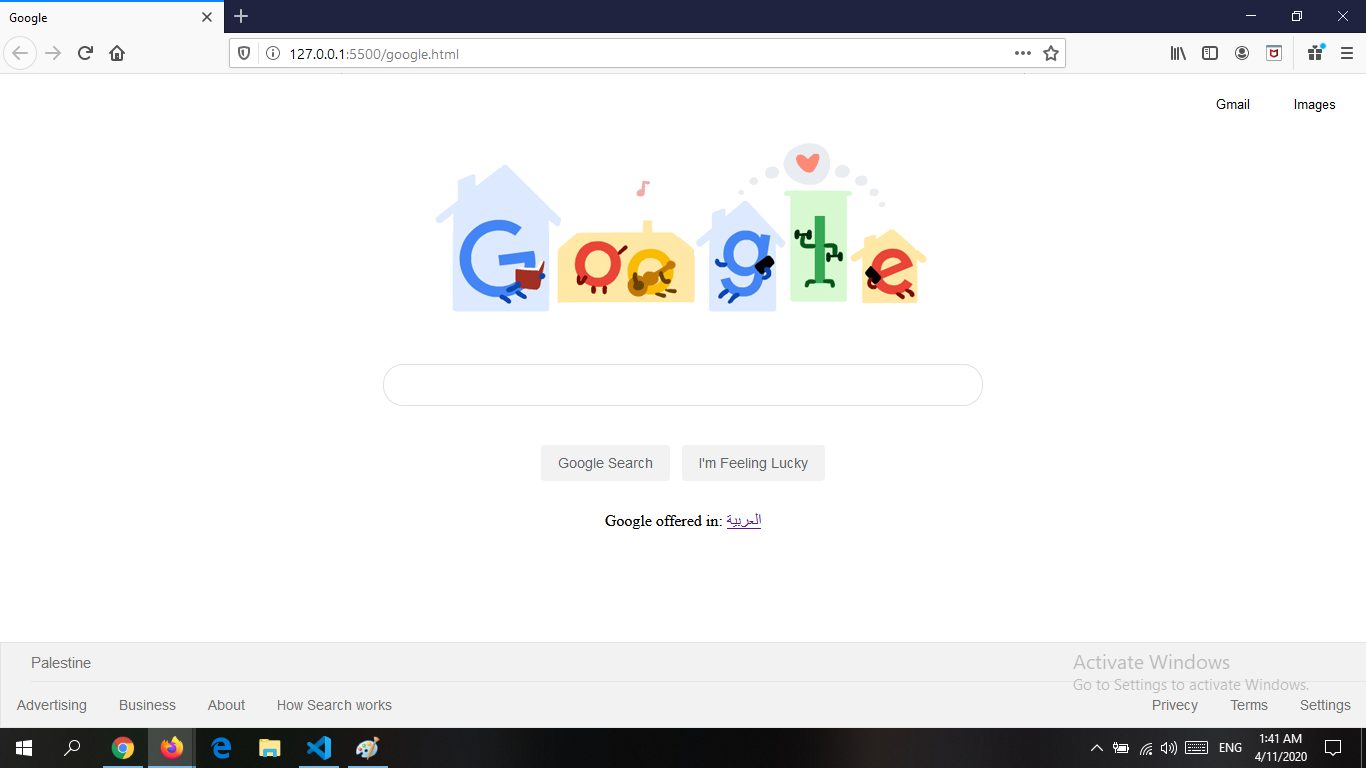 Google
127.0.0.1:5500/google.html
Gmail Images
Google
Google Search I'm Feeling Lucky
Google offered in: العربية
Palestine
Activate Windows
Go to Settings to activate Windows.
Advertising Business About How Search works Privacy Terms Settings
ENG
1:41 AM
4/11/2020